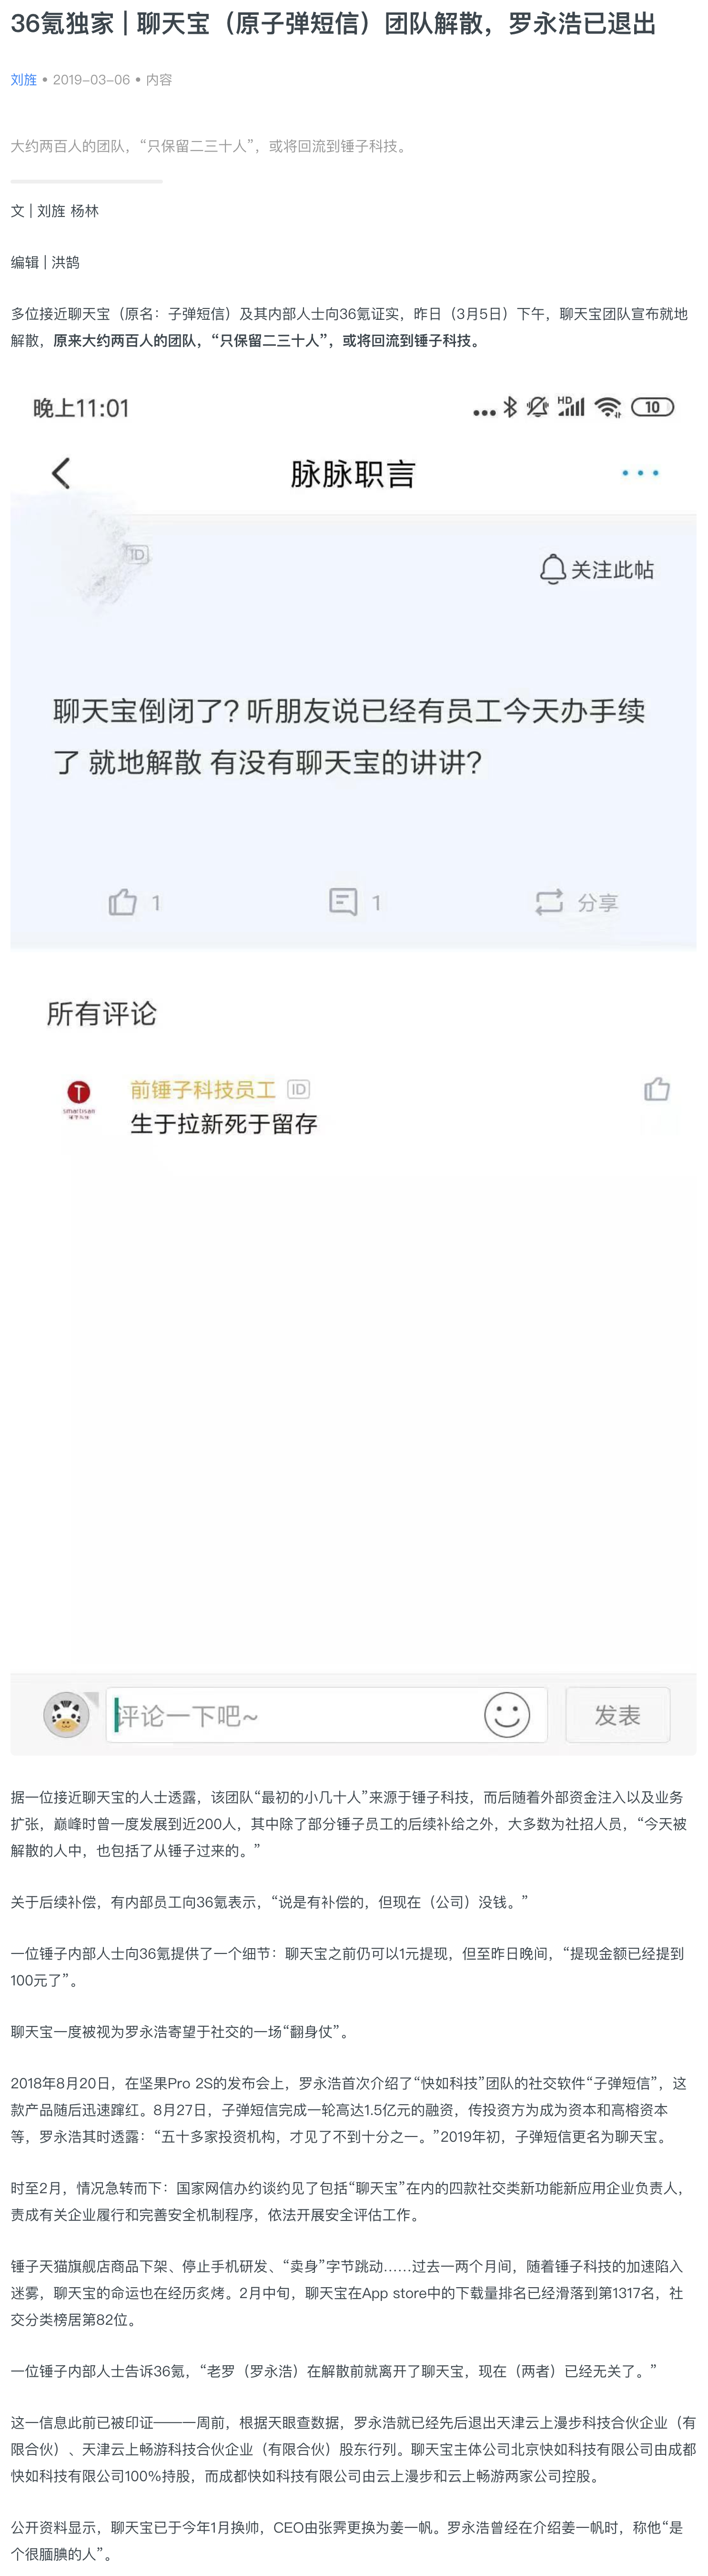 36氪独家 | 聊天宝（原子弹短信）团队解散，罗永浩已退出
刘旌 • 2019-03-06 • 内容
大约两百人的团队，“只保留二三十人”，或将回流到锤子科技。
文 | 刘旌 杨林
编辑 | 洪鹄
多位接近聊天宝（原名：子弹短信）及其内部人士向36氪证实，昨日（3月5日）下午，聊天宝团队宣布就地
解散，原来大约两百人的团队，“只保留二三十人”，或将回流到锤子科技。
晚上11:01
HD
10
脉脉职言
ID
关注此帖
聊天宝倒闭了? 听朋友说已经有员工今天办手续
了 就地解散 有没有聊天宝的讲讲?
1
1
分享
所有评论
前锤子科技员工 ID
smartisan
生于拉新死于留存
评论一下吧~
发表
据一位接近聊天宝的人士透露，该团队“最初的小几十人”来源于锤子科技，而后随着外部资金注入以及业务
扩张，巅峰时曾一度发展到近200人，其中除了部分锤子员工的后续补给之外，大多数为社招人员，“今天被
解散的人中，也包括了从锤子过来的。”
关于后续补偿，有内部员工向36氪表示，“说是有补偿的，但现在（公司）没钱。”
一位锤子内部人士向36氪提供了一个细节：聊天宝之前仍可以1元提现，但至昨日晚间，“提现金额已经提到
100元了”。
聊天宝一度被视为罗永浩寄望于社交的一场“翻身仗”。
2018年8月20日，在坚果Pro 2S的发布会上，罗永浩首次介绍了“快如科技”团队的社交软件“子弹短信”，这
款产品随后迅速蹿红。8月27日，子弹短信完成一轮高达1.5亿元的融资，传投资方为成为资本和高榕资本
等，罗永浩其时透露：“五十多家投资机构，才见了不到十分之一。”2019年初，子弹短信更名为聊天宝。
时至2月，情况急转而下：国家网信办约谈约见了包括“聊天宝”在内的四款社交类新功能新应用企业负责人，
责成有关企业履行和完善安全机制程序，依法开展安全评估工作。
锤子天猫旗舰店商品下架、停止手机研发、“卖身”字节跳动……过去一两个月间，随着锤子科技的加速陷入
迷雾，聊天宝的命运也在经历炙烤。2月中旬，聊天宝在App store中的下载量排名已经滑落到第1317名，社
交分类榜居第82位。
一位锤子内部人士告诉36氪，“老罗（罗永浩）在解散前就离开了聊天宝，现在（两者）已经无关了。”
这一信息此前已被印证——一周前，根据天眼查数据，罗永浩就已经先后退出天津云上漫步科技合伙企业（有
限合伙）、天津云上畅游科技合伙企业（有限合伙）股东行列。聊天宝主体公司北京快如科技有限公司由成都
快如科技有限公司100%持股，而成都快如科技有限公司由云上漫步和云上畅游两家公司控股。
公开资料显示，聊天宝已于今年1月换帅，CEO由张霁更换为姜一帆。罗永浩曾经在介绍姜一帆时，称他“是
个很腼腆的人”。